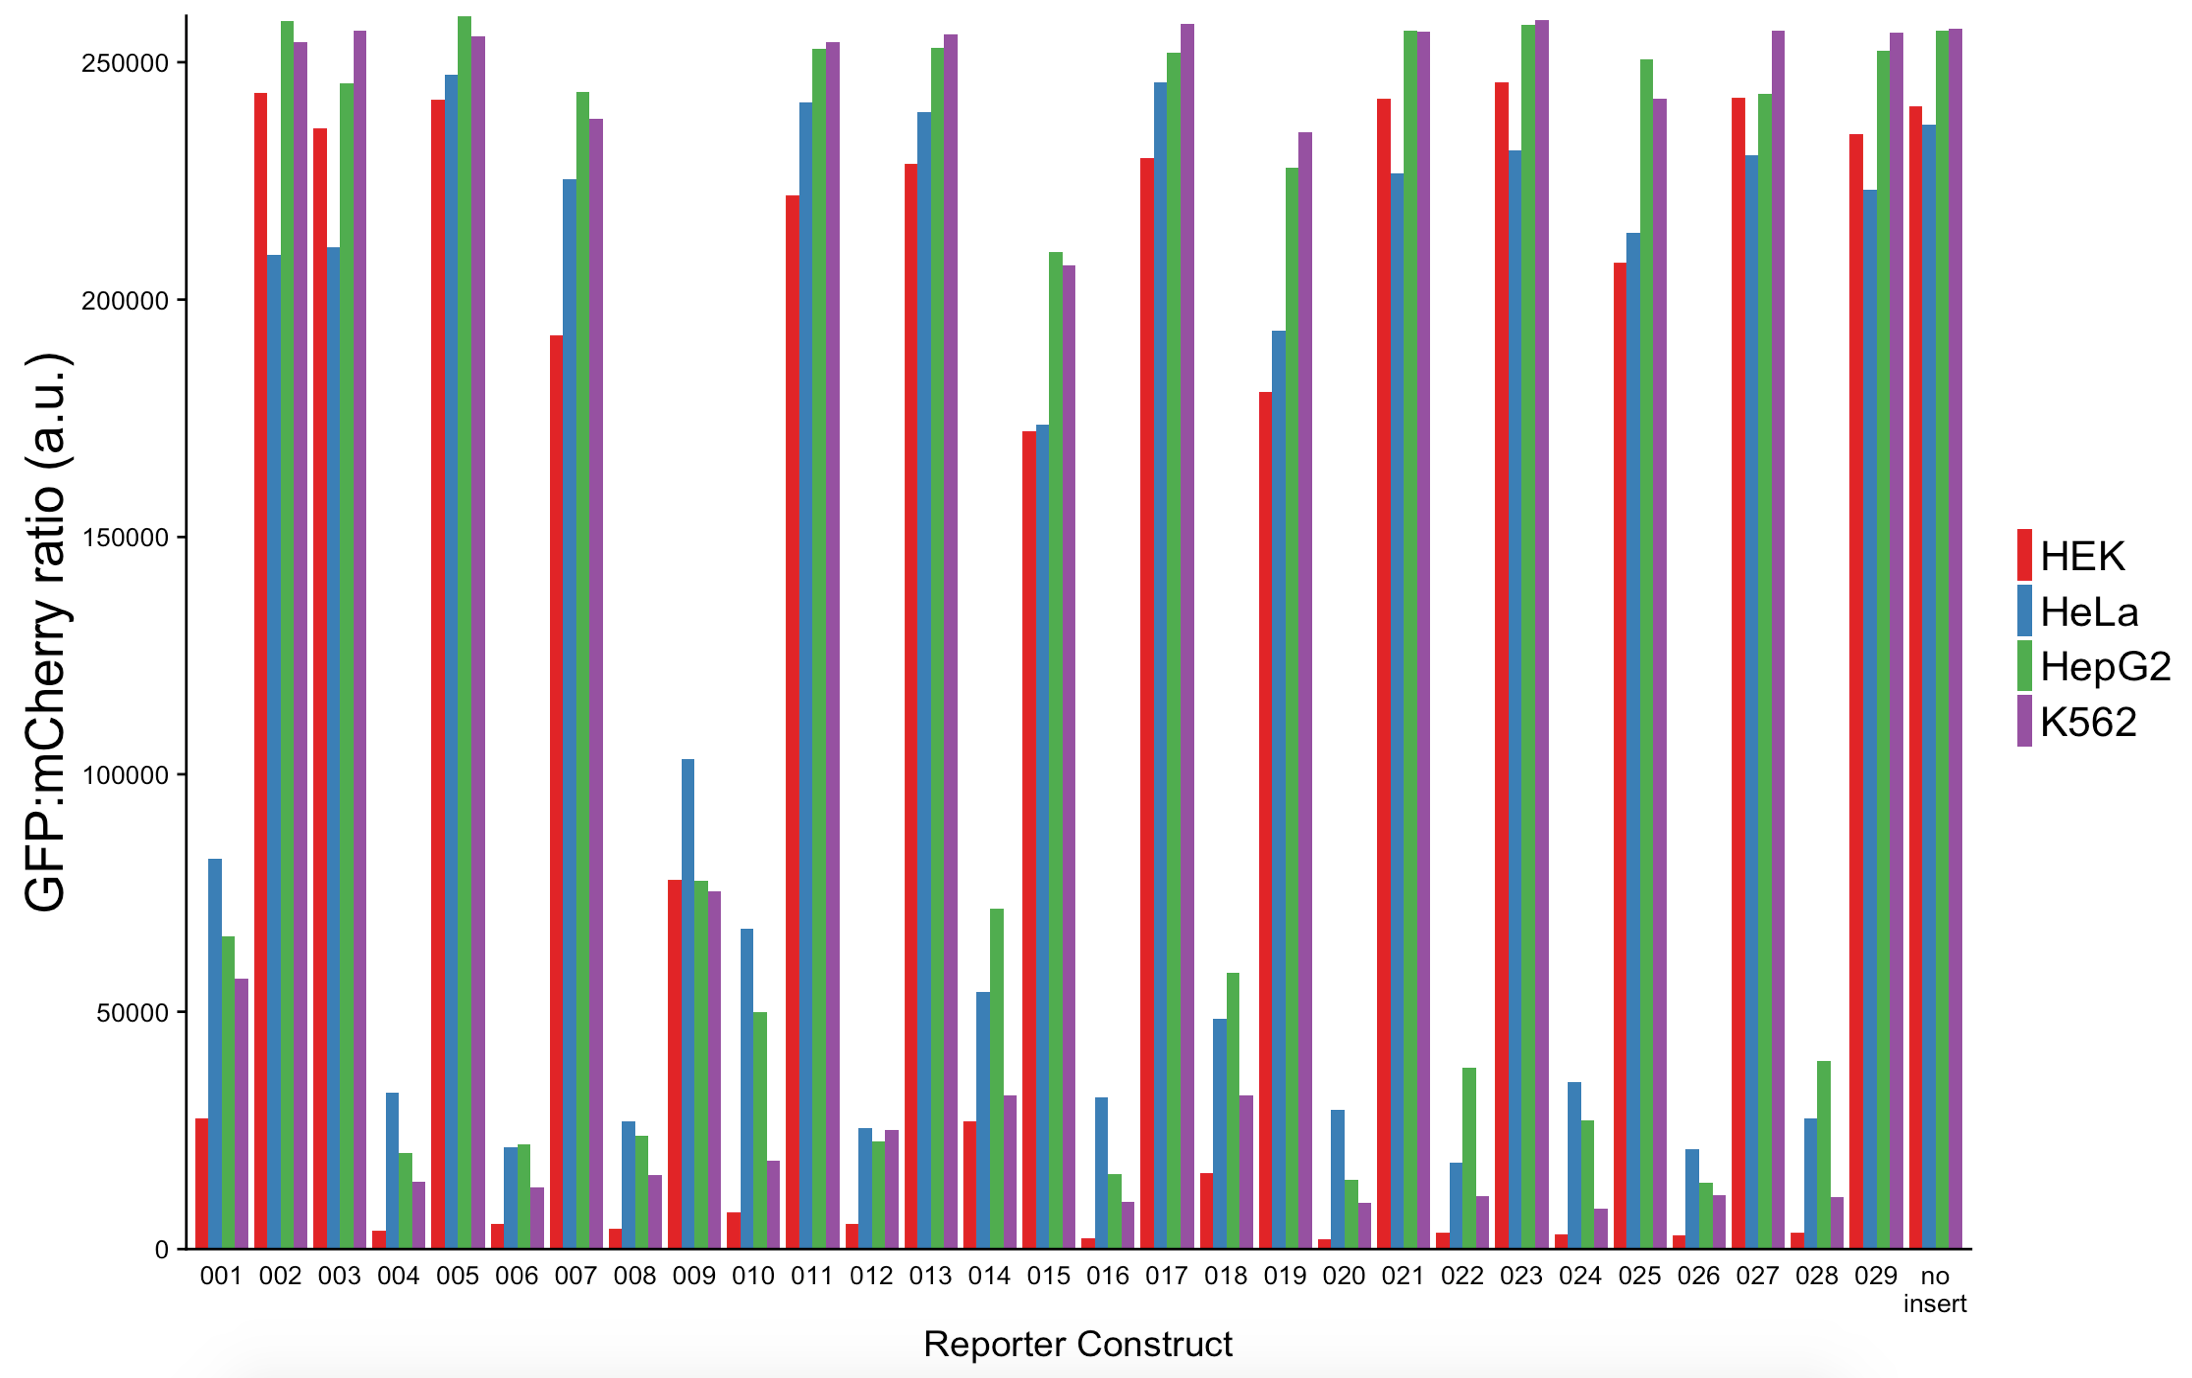 GFP:mCherry ratio (a.u.)
250000
200000
150000
100000
50000
0
001 002 003 004 005 006 007 008 009 010 011 012 013 014 015 016 017 018 019 020 021 022 023 024 025 026 027 028 029 no
insert
Reporter Construct
HEK
HeLa
HepG2
K562